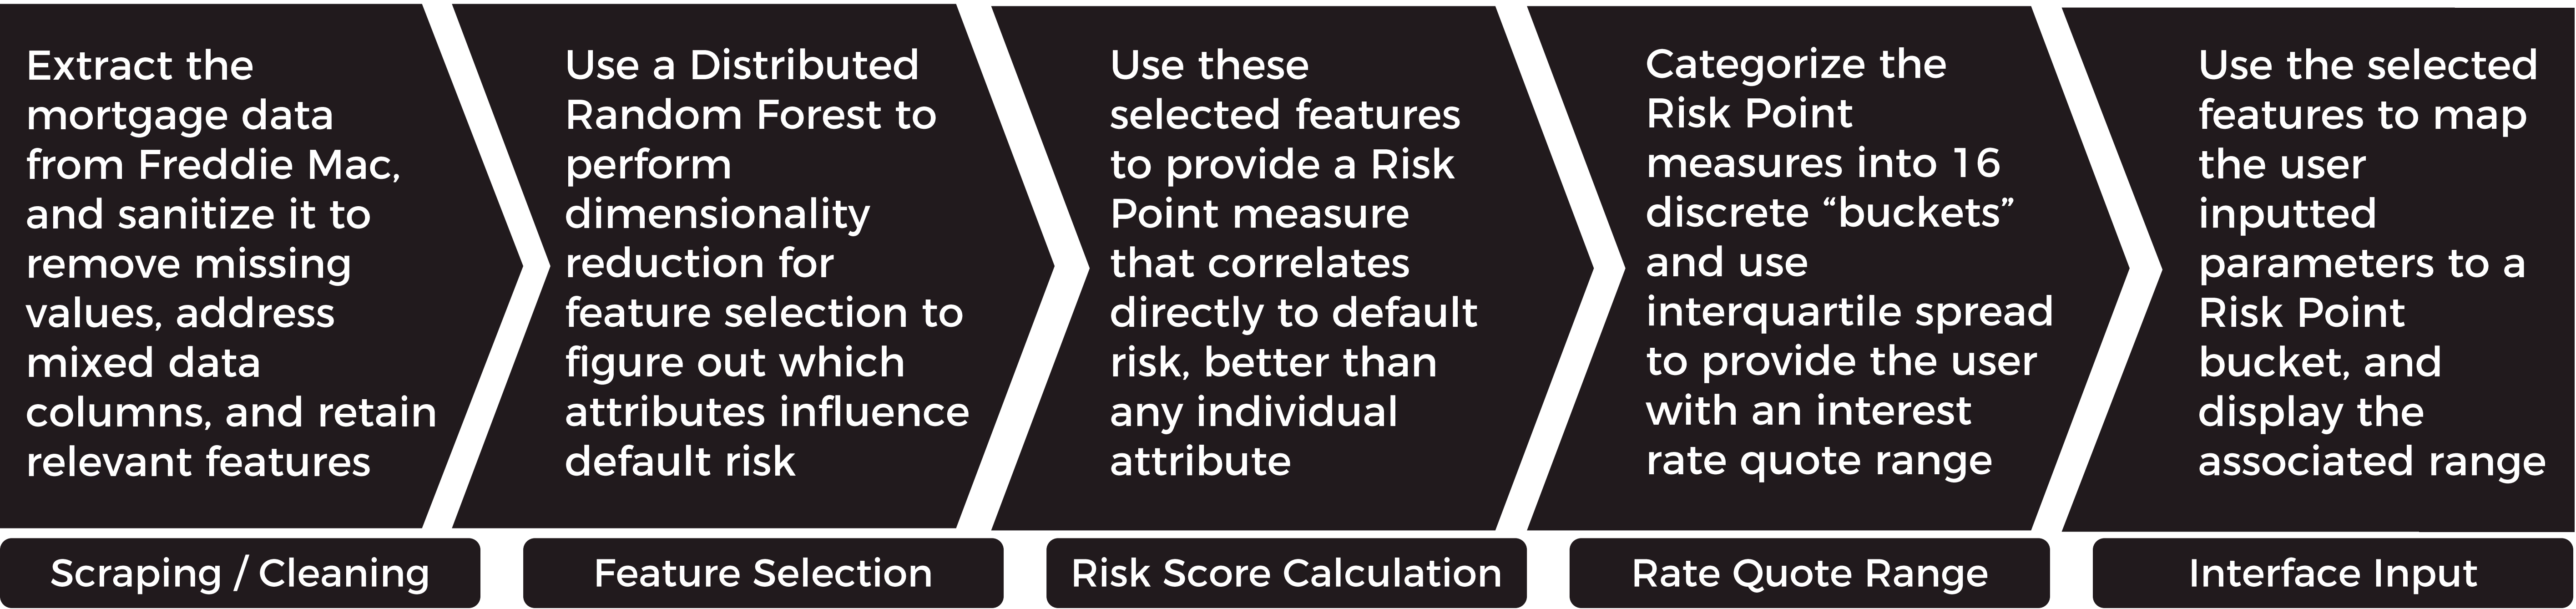 Extract the
mortgage data
from Freddie Mac,
and sanitize it to
remove missing
values, address
mixed data
columns, and retain
relevant features
Scraping / Cleaning
Use a Distributed
Random Forest to
perform
dimensionality
reduction for
feature selection to
figure out which
attributes influence
default risk
Feature Selection
Use these
selected features
to provide a Risk
Point measure
that correlates
directly to default
risk, better than
any individual
attribute
Risk Score Calculation
Categorize the
Risk Point
measures into 16
discrete “buckets”
and use
interquartile spread
to provide the user
with an interest
rate quote range
Rate Quote Range
Use the selected
features to map
the user
inputted
parameters to a
Risk Point
bucket, and
display the
associated range
Interface Input